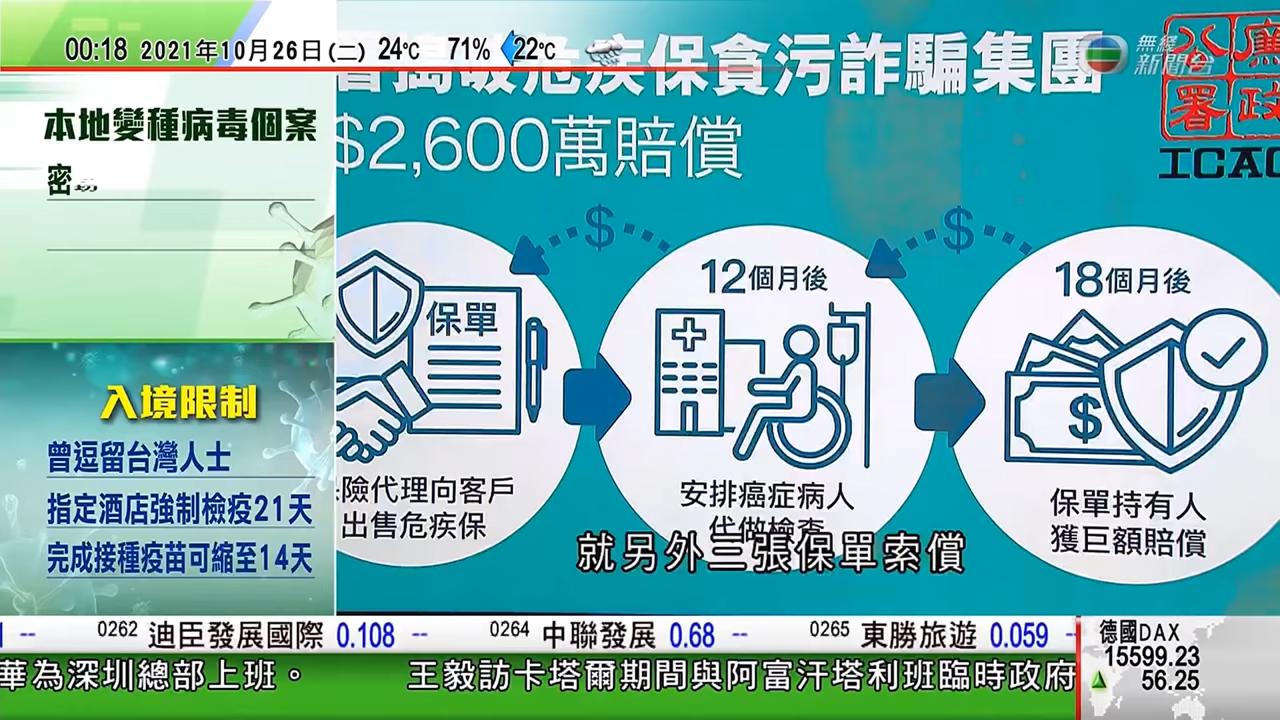 00:18 2021年10月26日(二) 24℃ 71% 22℃
搗破危疾保貪污詐騙集團
無綫新聞台
廉政公署
ICAC
$2,600萬賠償
本地變種病毒個案
密切
入境限制
曾逗留台灣人士
指定酒店強制檢疫21天
完成接種疫苗可縮至14天
保單
險代理向客戶
出售危疾保
$
12個月後
安排癌症病人
代做檢查
$
18個月後
$
保單持有人
獲巨額賠償
就另外三張保單索償
-- 0262 迪臣發展國際 0.108 -- 0264 中聯發展 0.68 -- 0265 東勝旅遊 0.059 --
華為深圳總部上班。 王毅訪卡塔爾期間與阿富汗塔利班臨時政府
德國DAX
15599.23
56.25